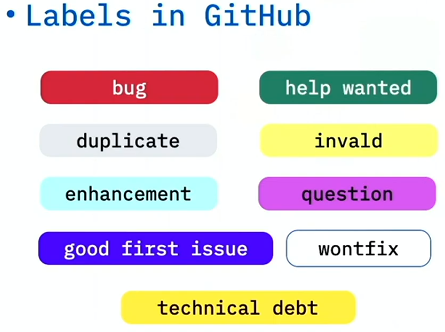 • Labels in GitHub
bug
help wanted
duplicate
invald
enhancement
question
good first issue
wontfix
technical debt